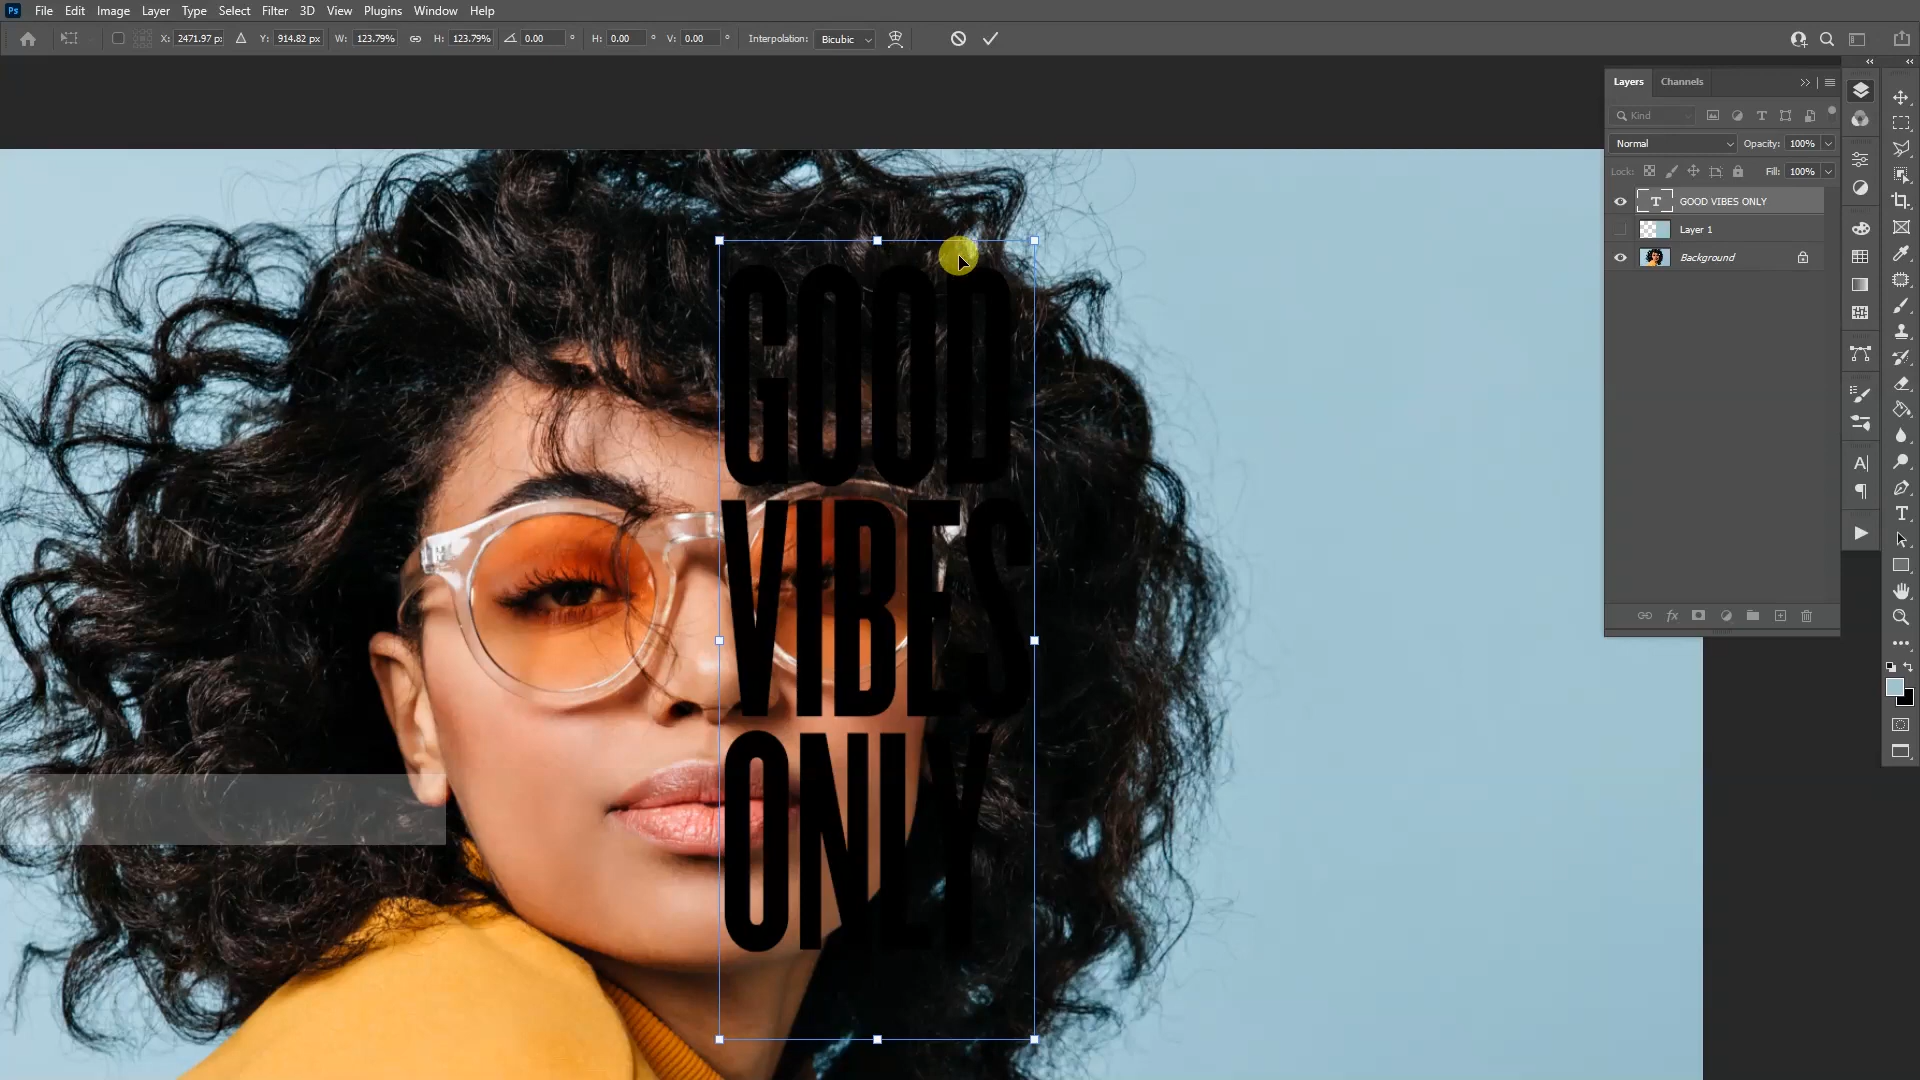 Ps File Edit Image Layer Type Select Filter 3D View Plugins Window Help
X: 2471.97 px Y: 914.82 px W: 123.79% H: 123.79% 0.00 ° H: 0.00 ° V: 0.00 ° Interpolation: Bicubic
Layers Channels
Kind
Normal Opacity: 100%
Lock: Fill: 100%
T GOOD VIBES ONLY
Layer 1
Background
GOOD
VIBES
ONLY